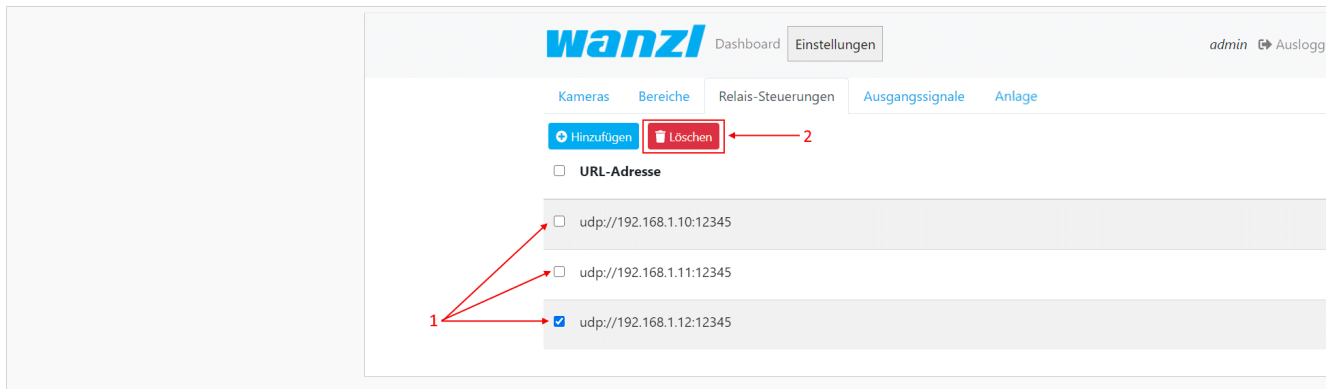 wanzl Dashboard Einstellungen admin Auslogg
Kameras Bereiche Relais-Steuerungen Ausgangssignale Anlage
Hinzufügen Löschen 2
URL-Adresse
udp://192.168.1.10:12345
udp://192.168.1.11:12345
1 udp://192.168.1.12:12345